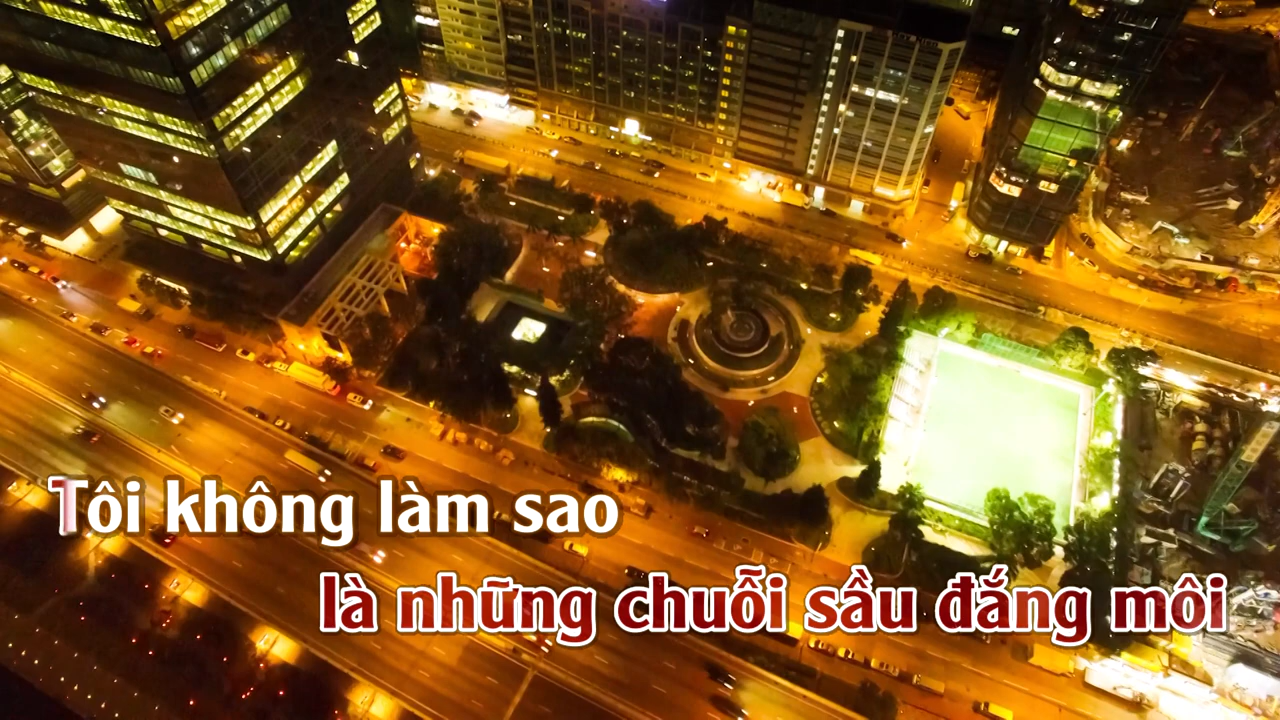 Tôi không làm sao
là những chuỗi sầu đắng môi